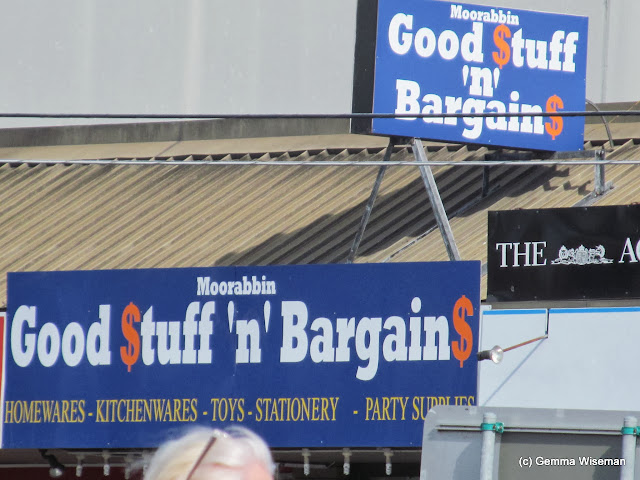 Moorabbin
Good $tuff
'n'
Bargain$
THE
Moorabbin
Good $tuff 'n' Bargain$
HOMEWARES - KITCHENWARES - TOYS - STATIONERY - PARTY SUPPLIES
(c) Gemma Wiseman